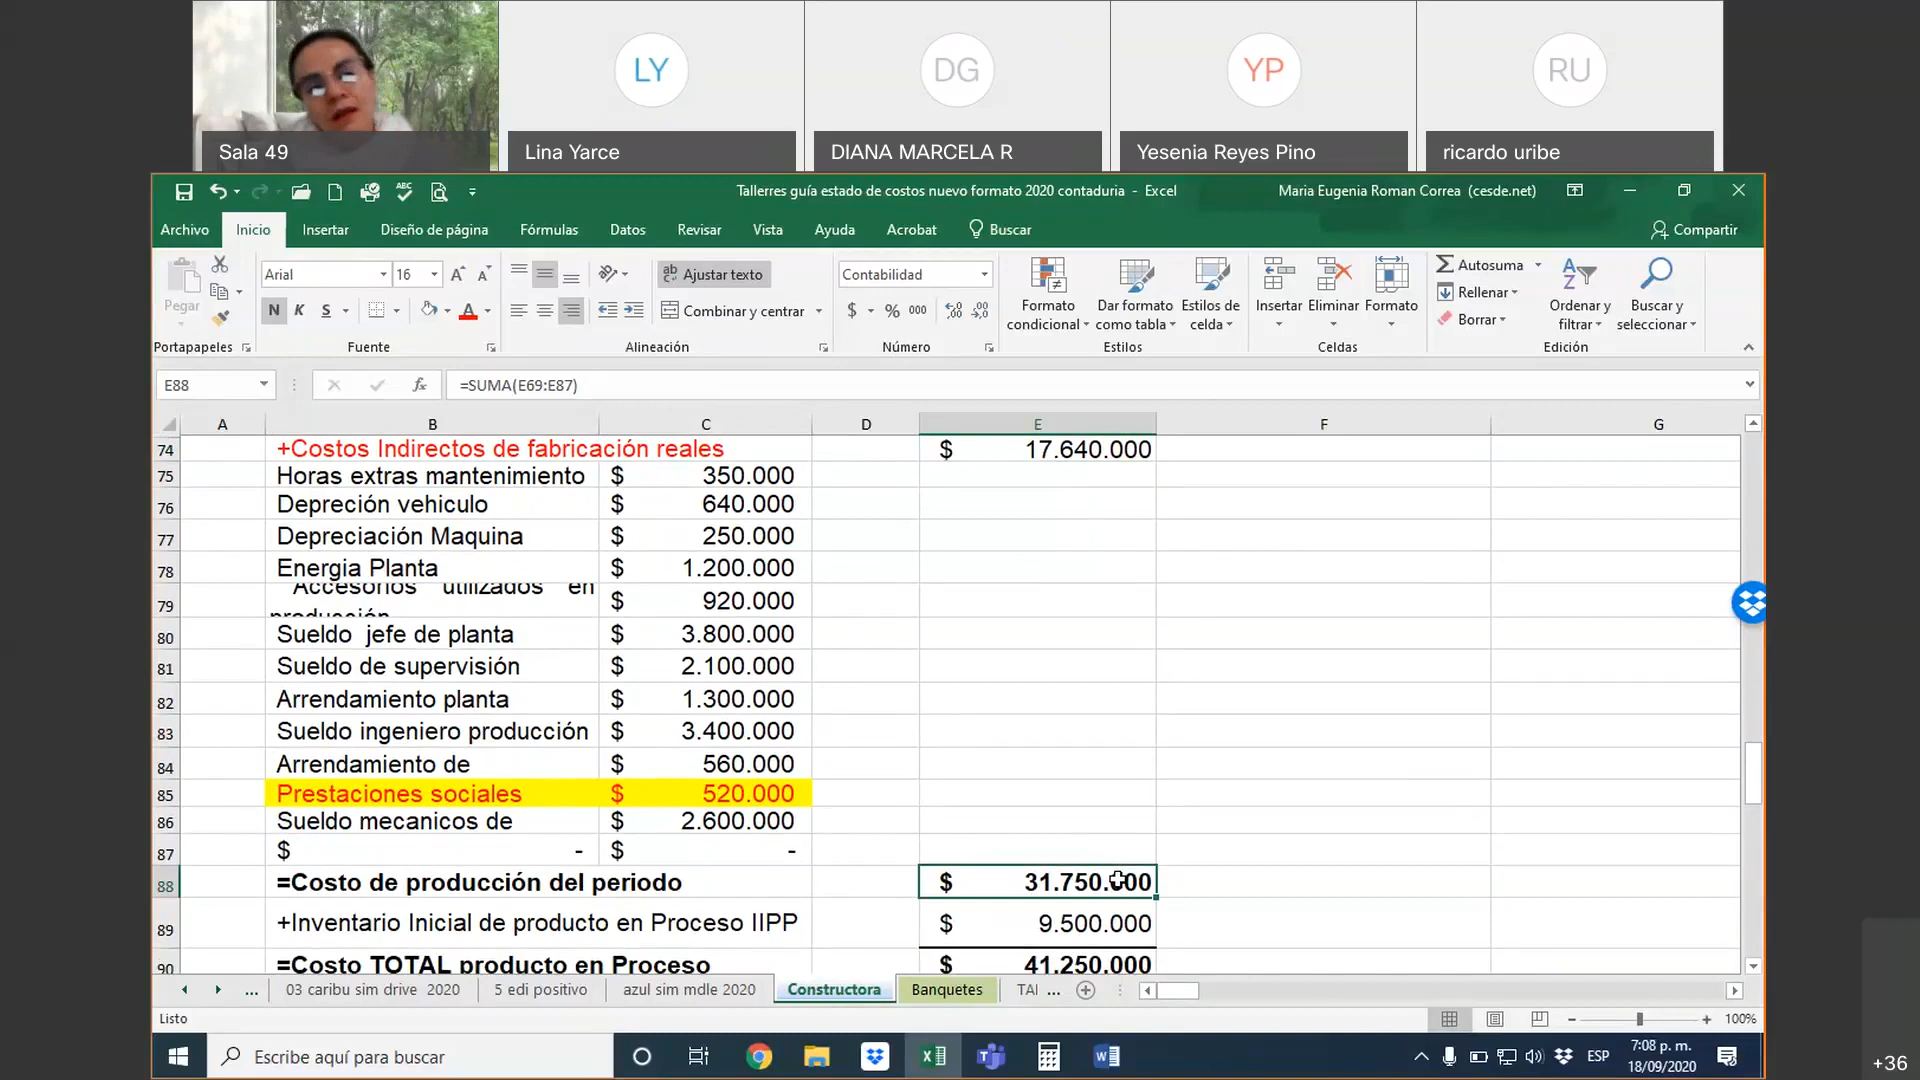 LY
DG
YP
RU
Sala 49
Lina Yarce
DIANA MARCELA R
Yesenia Reyes Pino
ricardo uribe
Tallerres guía estado de costos nuevo formato 2020 contaduria - Excel
Maria Eugenia Roman Correa (cesde.net)
Archivo
Inicio
Insertar
Diseño de página
Fórmulas
Datos
Revisar
Vista
Ayuda
Acrobat
Buscar
Compartir
Pegar
Arial
16
N K S
Ajustar texto
Combinar y centrar
Contabilidad
$ % 000
Formato condicional
Dar formato como tabla
Estilos de celda
Insertar
Eliminar
Formato
Autosuma
Rellenar
Borrar
Ordenar y filtrar
Buscar y seleccionar
Portapapeles
Fuente
Alineación
Número
Estilos
Celdas
Edición
E88
fx
=SUMA(E69:E87)
A B C D E F G
74 +Costos Indirectos de fabricación reales $ 17.640.000
75 Horas extras mantenimiento $ 350.000
76 Depreción vehiculo $ 640.000
77 Depreciación Maquina $ 250.000
78 Energia Planta $ 1.200.000
79 Accesorios utilizados en producción $ 920.000
80 Sueldo jefe de planta $ 3.800.000
81 Sueldo de supervisión $ 2.100.000
82 Arrendamiento planta $ 1.300.000
83 Sueldo ingeniero producción $ 3.400.000
84 Arrendamiento de $ 560.000
85 Prestaciones sociales $ 520.000
86 Sueldo mecanicos de $ 2.600.000
87 $ - $ -
88 =Costo de producción del periodo $ 31.750.000
89 +Inventario Inicial de producto en Proceso IIPP $ 9.500.000
90 =Costo TOTAL producto en Proceso $ 41.250.000
...
03 caribu sim drive 2020
5 edi positivo
azul sim mdle 2020
Constructora
Banquetes
TAI ...
Listo
100%
Escribe aquí para buscar
ESP
7:08 p. m.
18/09/2020
+36